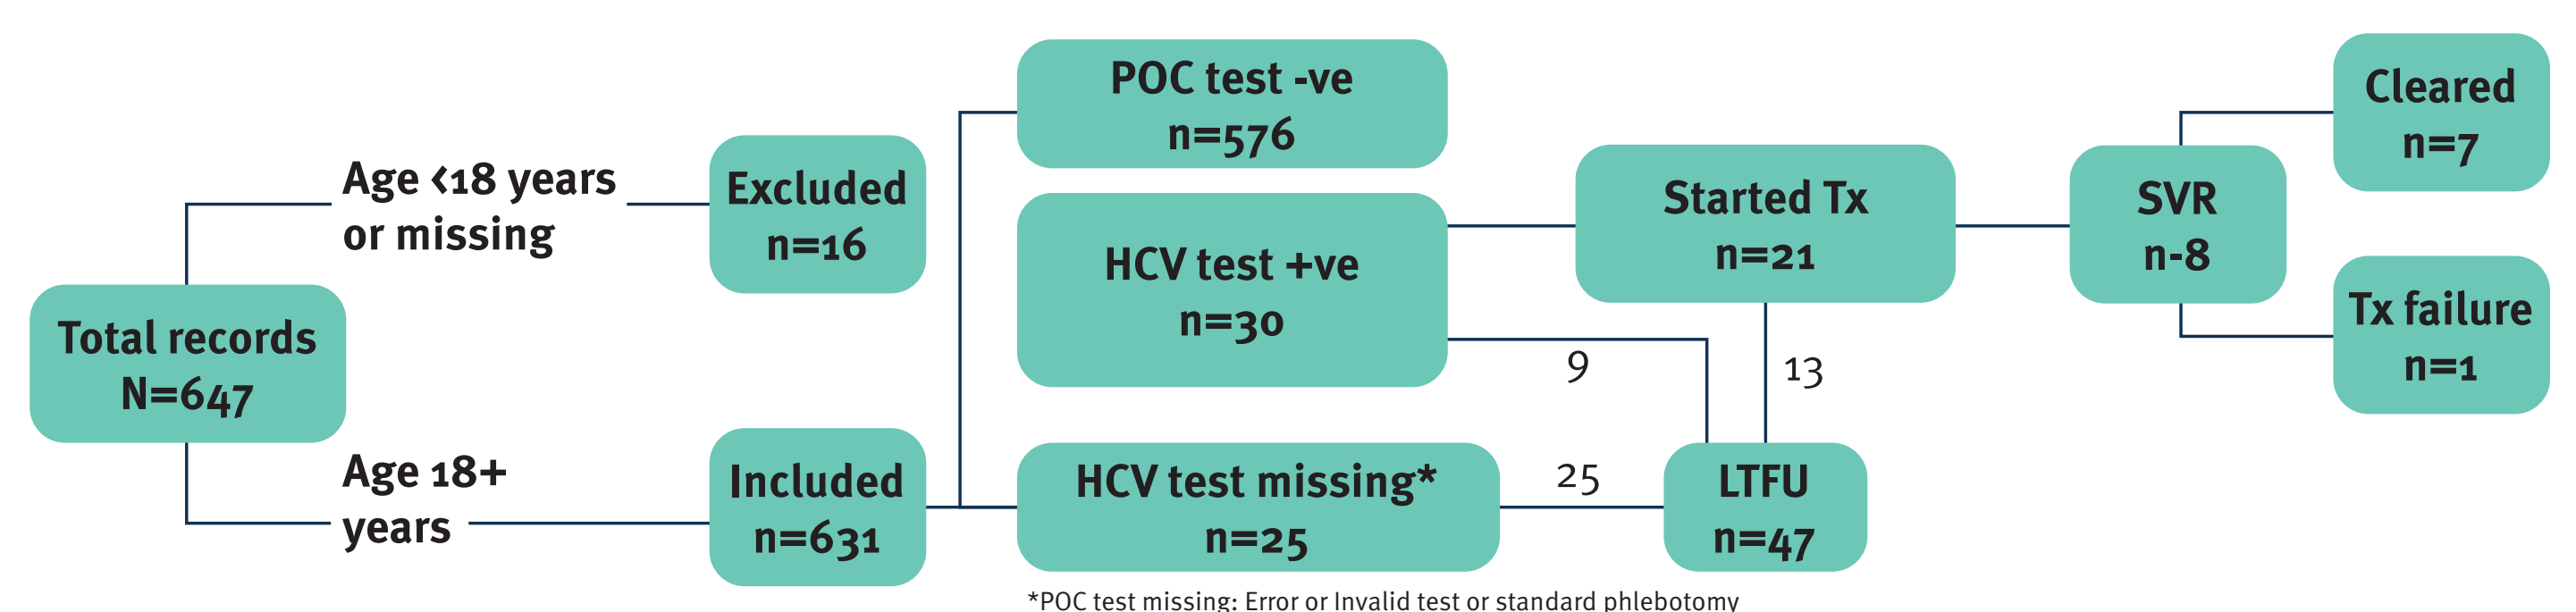 Total records
N=647
Age <18 years
or missing
Age 18+
years
Excluded
n=16
Included
n=631
POC test -ve
n=576
HCV test +ve
n=30
HCV test missing*
n=25
Started Tx
n=21
9
13
25
LTFU
n=47
SVR
n-8
Cleared
n=7
Tx failure
n=1
*POC test missing: Error or Invalid test or standard phlebotomy